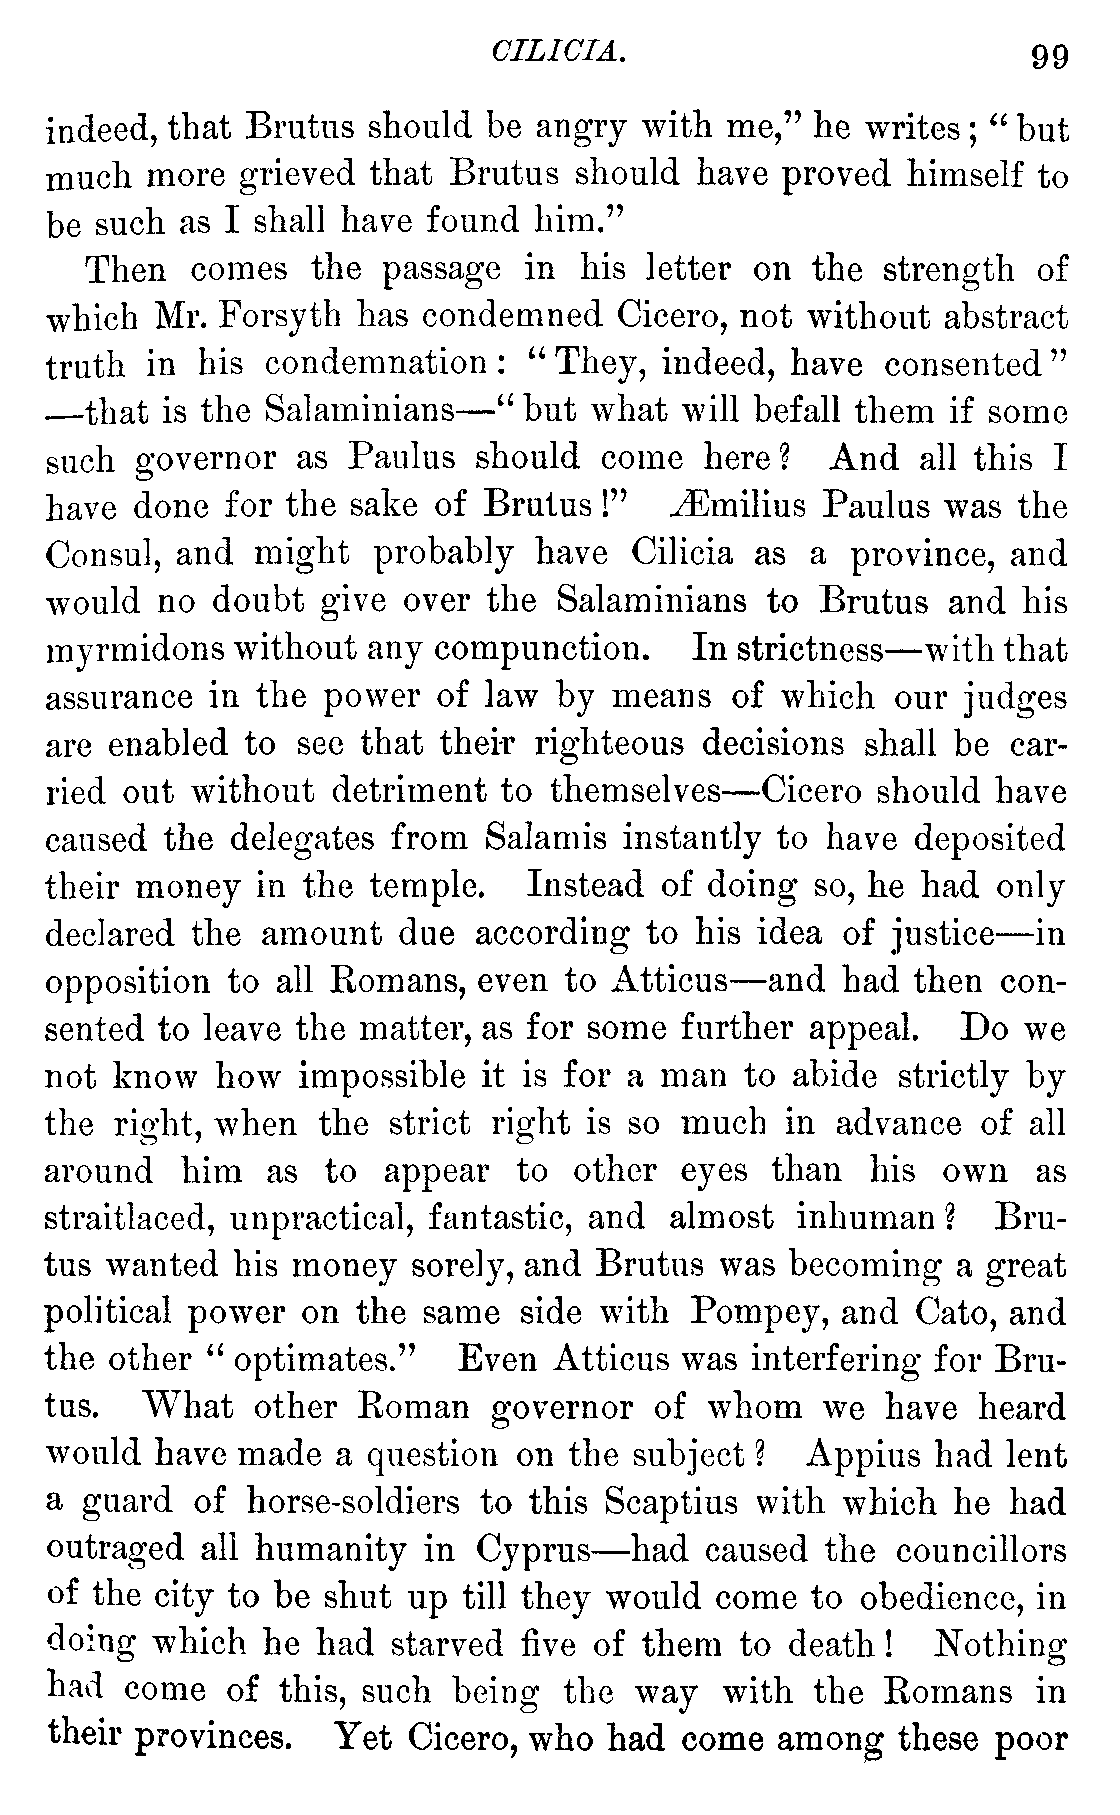 CILICIA. 99
indeed, that Brutus should be angry with me,” he writes; “but
much more grieved that Brutus should have proved himself to
be such as I shall have found him.”
Then comes the passage in his letter on the strength of
which Mr. Forsyth has condemned Cicero, not without abstract
truth in his condemnation: “They, indeed, have consented”
—that is the Salaminians—“but what will befall them if some
such governor as Paulus should come here? And all this I
have done for the sake of Brutus!” Æmilius Paulus was the
Consul, and might probably have Cilicia as a province, and
would no doubt give over the Salaminians to Brutus and his
myrmidons without any compunction. In strictness—with that
assurance in the power of law by means of which our judges
are enabled to see that their righteous decisions shall be car-
ried out without detriment to themselves—Cicero should have
caused the delegates from Salamis instantly to have deposited
their money in the temple. Instead of doing so, he had only
declared the amount due according to his idea of justice—in
opposition to all Romans, even to Atticus—and had then con-
sented to leave the matter, as for some further appeal. Do we
not know how impossible it is for a man to abide strictly by
the right, when the strict right is so much in advance of all
around him as to appear to other eyes than his own as
straitlaced, unpractical, fantastic, and almost inhuman? Bru-
tus wanted his money sorely, and Brutus was becoming a great
political power on the same side with Pompey, and Cato, and
the other “optimates.” Even Atticus was interfering for Bru-
tus. What other Roman governor of whom we have heard
would have made a question on the subject? Appius had lent
a guard of horse-soldiers to this Scaptius with which he had
outraged all humanity in Cyprus—had caused the councillors
of the city to be shut up till they would come to obedience, in
doing which he had starved five of them to death! Nothing
had come of this, such being the way with the Romans in
their provinces. Yet Cicero, who had come among these poor